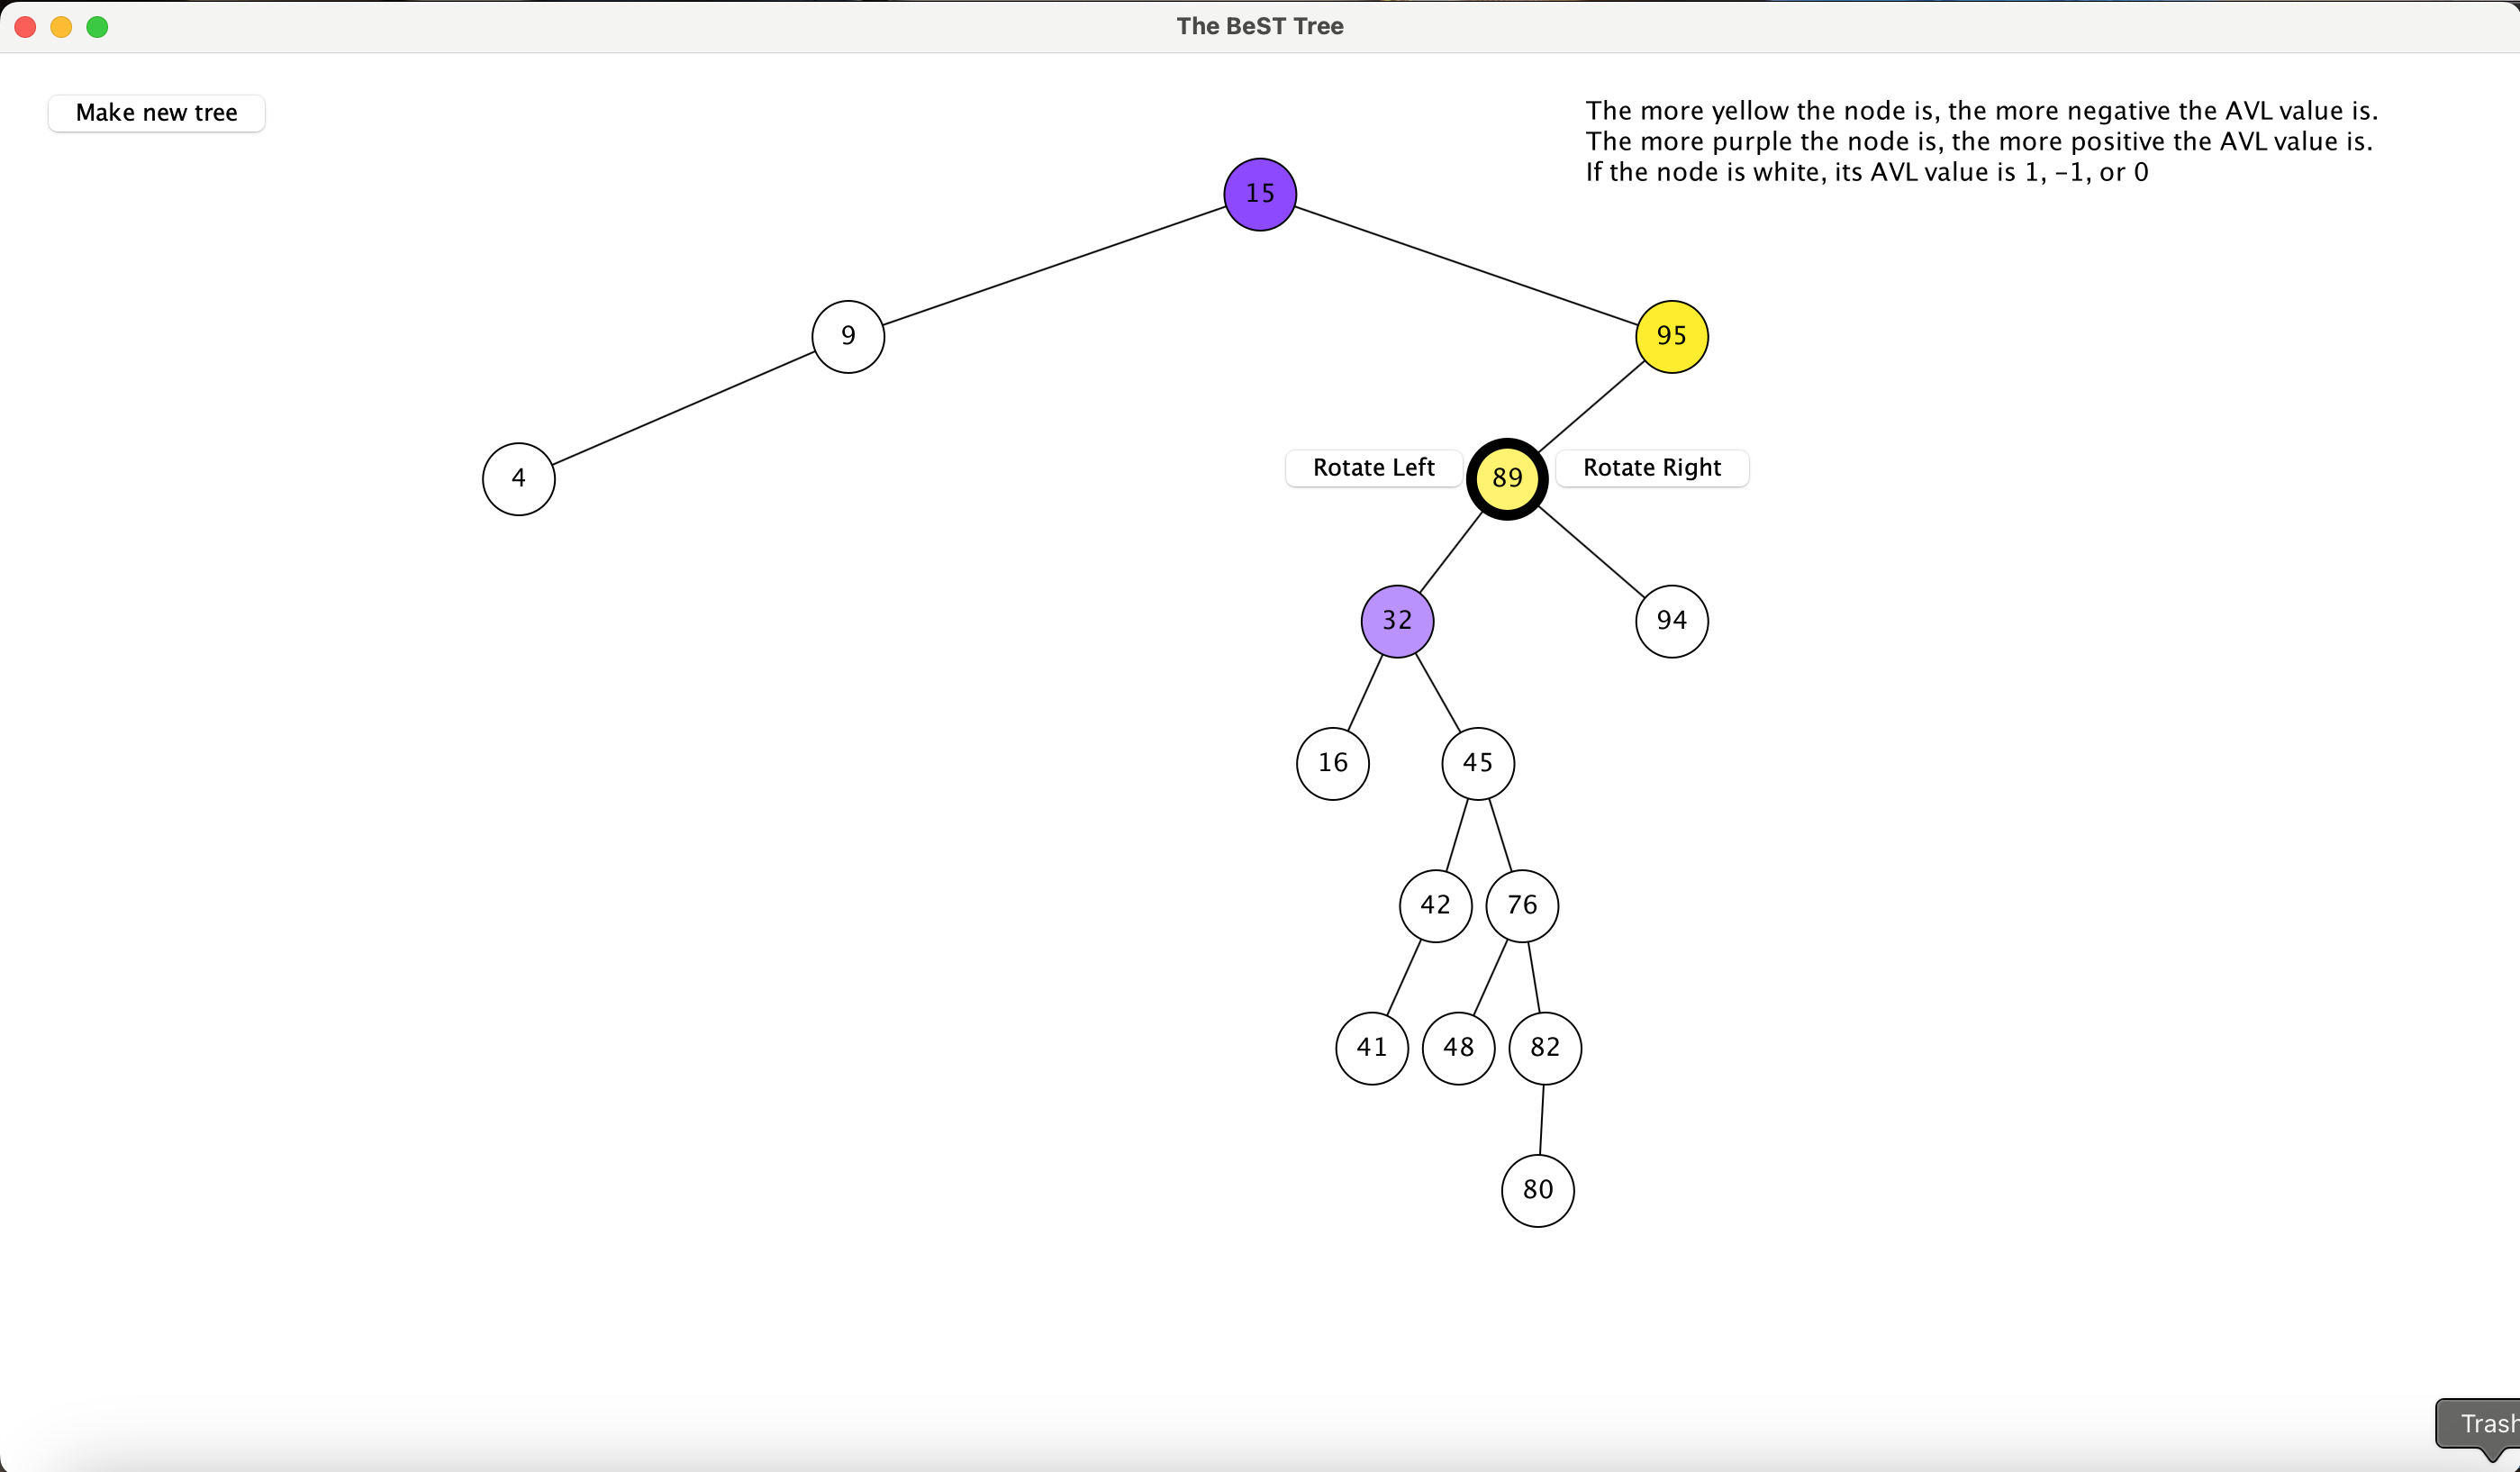 The BeST Tree
Make new tree
The more yellow the node is, the more negative the AVL value is.
The more purple the node is, the more positive the AVL value is.
If the node is white, its AVL value is 1, -1, or 0
15
9
95
4
Rotate Left
89
Rotate Right
32
94
16
45
42
76
41
48
82
80
Trash